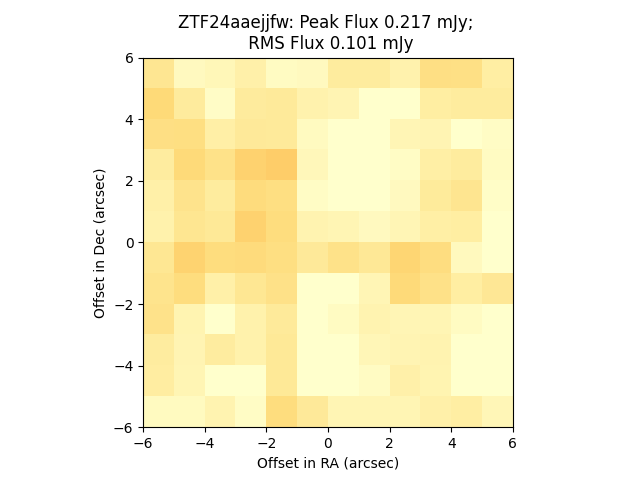 ZTF24aaejjfw: Peak Flux 0.217 mJy;
RMS Flux 0.101 mJy
6
4
2
0
−2
−4
−6
Offset in Dec (arcsec)
−6 −4 −2 0 2 4 6
Offset in RA (arcsec)